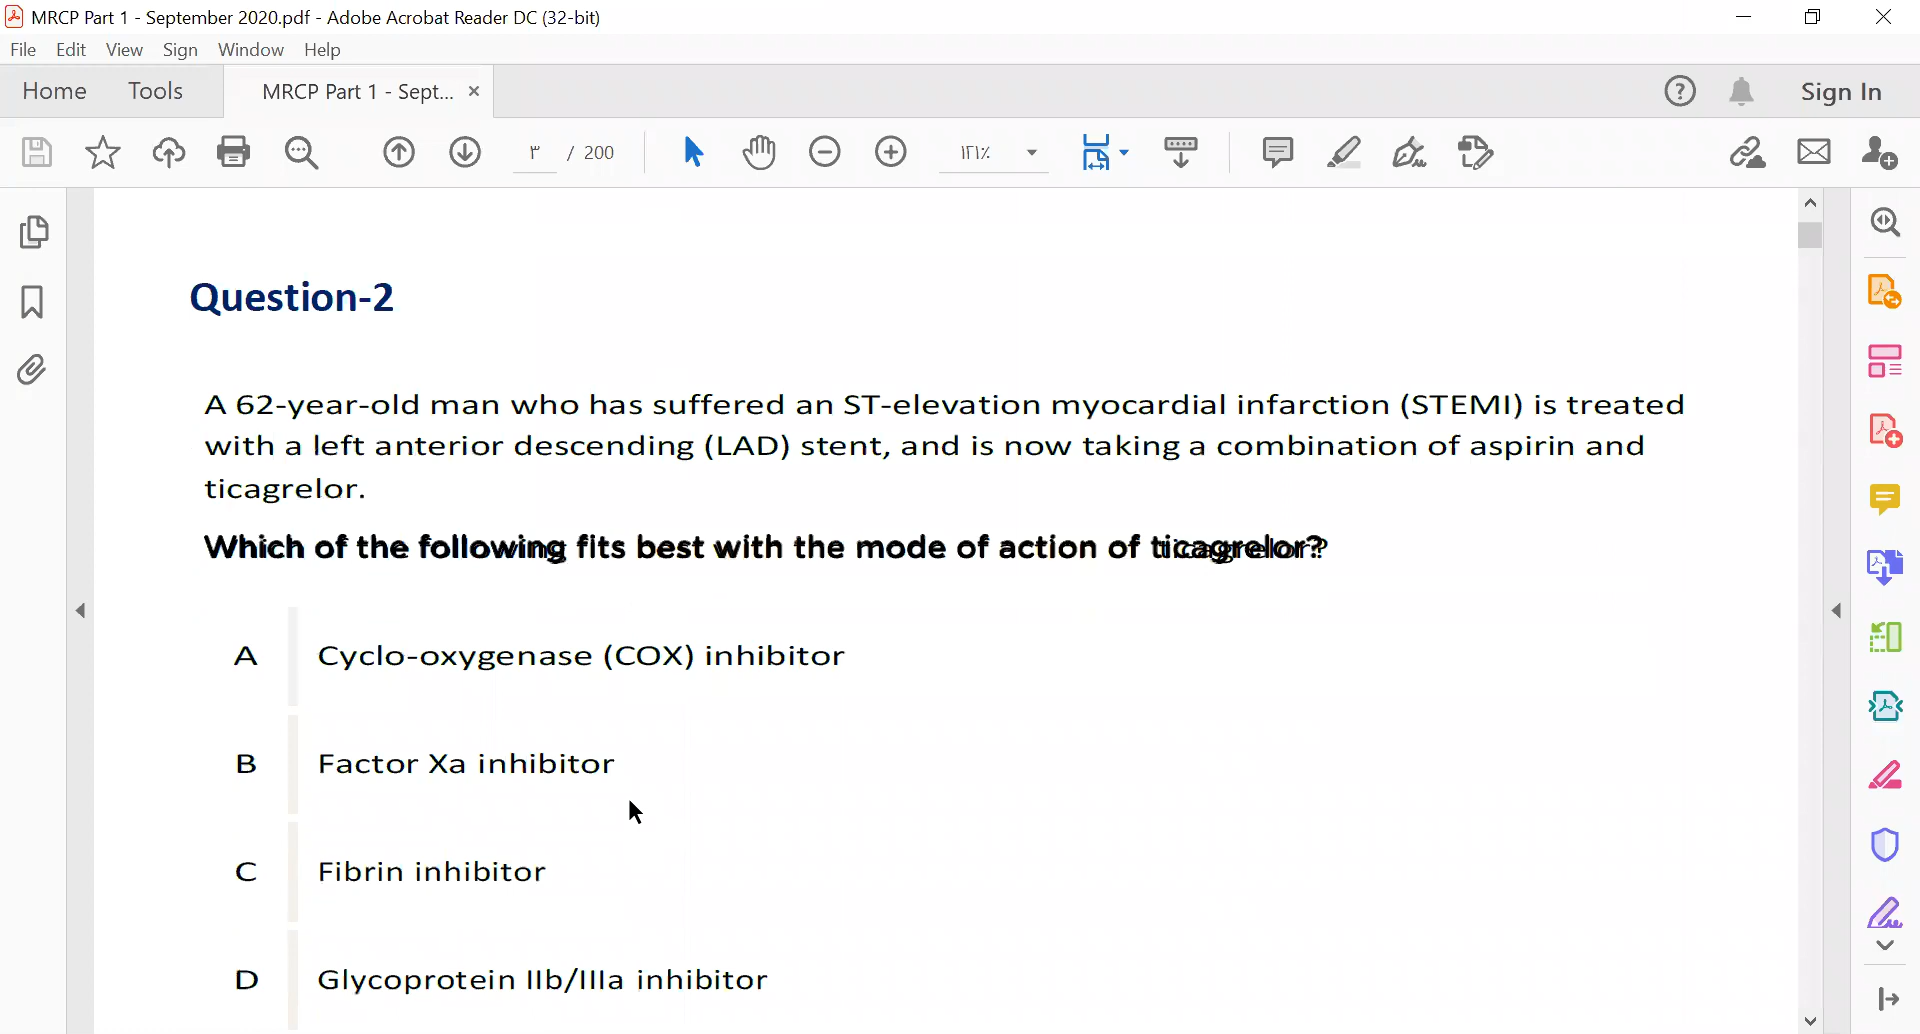 MRCP Part 1 - September 2020.pdf - Adobe Acrobat Reader DC (32-bit)
File Edit View Sign Window Help
Home Tools MRCP Part 1 - Sept... × Sign In
٣ / 200 ١٢١٪
Question-2
A 62-year-old man who has suffered an ST-elevation myocardial infarction (STEMI) is treated
with a left anterior descending (LAD) stent, and is now taking a combination of aspirin and
ticagrelor.
Which of the following fits best with the mode of action of ticagrelor?
A Cyclo-oxygenase (COX) inhibitor
B Factor Xa inhibitor
C Fibrin inhibitor
D Glycoprotein IIb/IIIa inhibitor